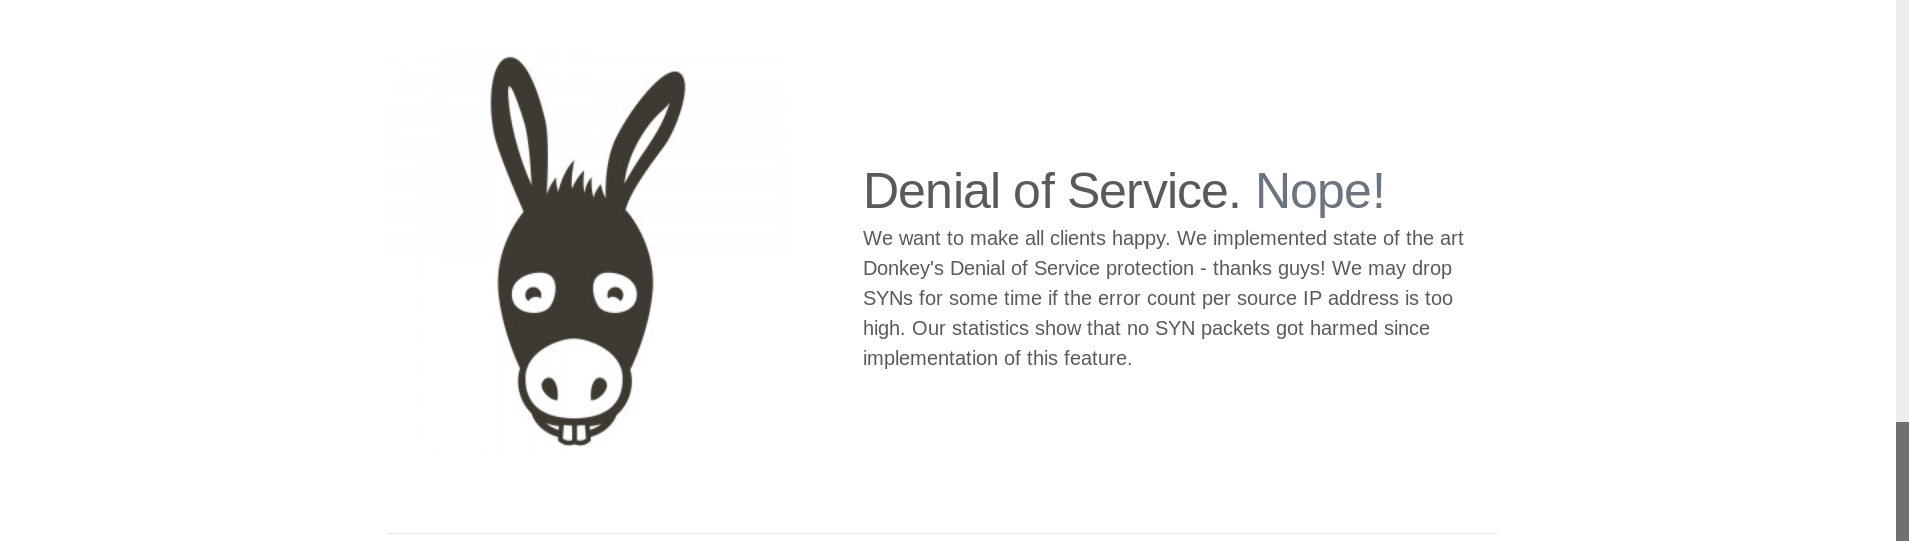 Denial of Service. Nope!
We want to make all clients happy. We implemented state of the art
Donkey's Denial of Service protection - thanks guys! We may drop
SYNs for some time if the error count per source IP address is too
high. Our statistics show that no SYN packets got harmed since
implementation of this feature.